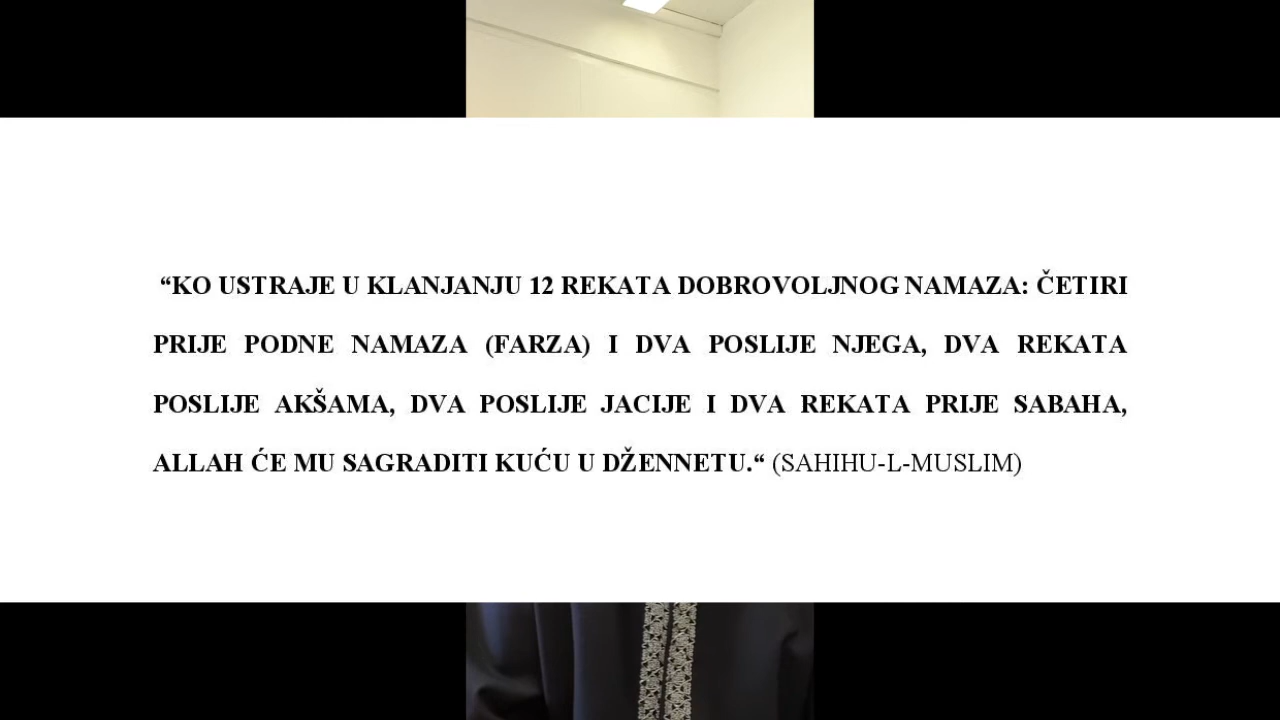 “KO USTRAJE U KLANJANJU 12 REKATA DOBROVOLJNOG NAMAZA: ČETIRI
PRIJE PODNE NAMAZA (FARZA) I DVA POSLIJE NJEGA, DVA REKATA
POSLIJE AKŠAMA, DVA POSLIJE JACIJE I DVA REKATA PRIJE SABAHA,
ALLAH ĆE MU SAGRADITI KUĆU U DŽENNETU.“ (SAHIHU-L-MUSLIM)